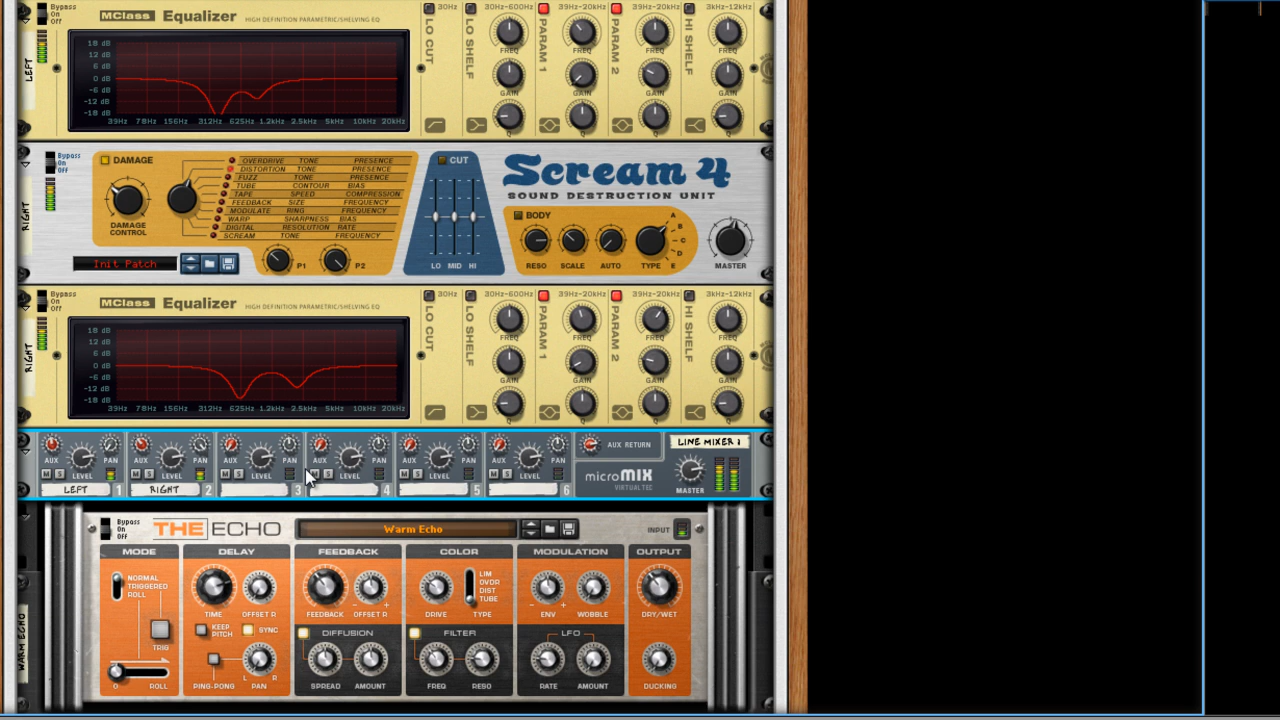 Bypass
On
Off
MClass Equalizer HIGH DEFINITION PARAMETRIC/SHELVING EQ
LEFT
18 dB
12 dB
6 dB
0 dB
-6 dB
-12 dB
-18 dB
39Hz 78Hz 156Hz 312Hz 625Hz 1.2kHz 2.5kHz 5kHz 10kHz 20kHz
30Hz 30Hz-600Hz 39Hz-20kHz 39Hz-20kHz 3kHz-12kHz
LO CUT LO SHELF PARAM 1 PARAM 2 HI SHELF
FREQ FREQ FREQ FREQ
GAIN GAIN GAIN GAIN
Q Q Q Q
Bypass
On
Off
RIGHT
DAMAGE
DAMAGE CONTROL
OVERDRIVE TONE PRESENCE
DISTORTION TONE PRESENCE
FUZZ TONE PRESENCE
TUBE CONTOUR BIAS
TAPE SPEED COMPRESSION
FEEDBACK SIZE FREQUENCY
MODULATE RING FREQUENCY
WARP SHARPNESS BIAS
DIGITAL RESOLUTION RATE
SCREAM TONE FREQUENCY
P1 P2
Init Patch
CUT
LO MID HI
Scream 4
SOUND DESTRUCTION UNIT
BODY
A
B
C
D
E
RESO SCALE AUTO TYPE
MASTER
Bypass
On
Off
MClass Equalizer HIGH DEFINITION PARAMETRIC/SHELVING EQ
RIGHT
18 dB
12 dB
6 dB
0 dB
-6 dB
-12 dB
-18 dB
39Hz 78Hz 156Hz 312Hz 625Hz 1.2kHz 2.5kHz 5kHz 10kHz 20kHz
30Hz 30Hz-600Hz 39Hz-20kHz 39Hz-20kHz 3kHz-12kHz
LO CUT LO SHELF PARAM 1 PARAM 2 HI SHELF
FREQ FREQ FREQ FREQ
GAIN GAIN GAIN GAIN
Q Q Q Q
AUX PAN AUX PAN AUX PAN AUX PAN AUX PAN AUX PAN
M S LEVEL M S LEVEL M S LEVEL M S LEVEL M S LEVEL M S LEVEL
LEFT 1 RIGHT 2 3 4 5 6
AUX RETURN
microMIX
VIRTUALTEC
LINE MIXER 1
MASTER
Bypass
On
Off
THE ECHO
Warm Echo
INPUT
WARM ECHO
MODE DELAY FEEDBACK COLOR MODULATION OUTPUT
NORMAL
TRIGGERED
ROLL
TRIG
0 ROLL
TIME OFFSET R
KEEP PITCH SYNC
L R
PING-PONG PAN
- +
FEEDBACK OFFSET R
DIFFUSION
SPREAD AMOUNT
LIM
OVDR
DIST
TUBE
DRIVE TYPE
FILTER
FREQ RESO
- +
ENV WOBBLE
LFO
RATE AMOUNT
DRY/WET
DUCKING